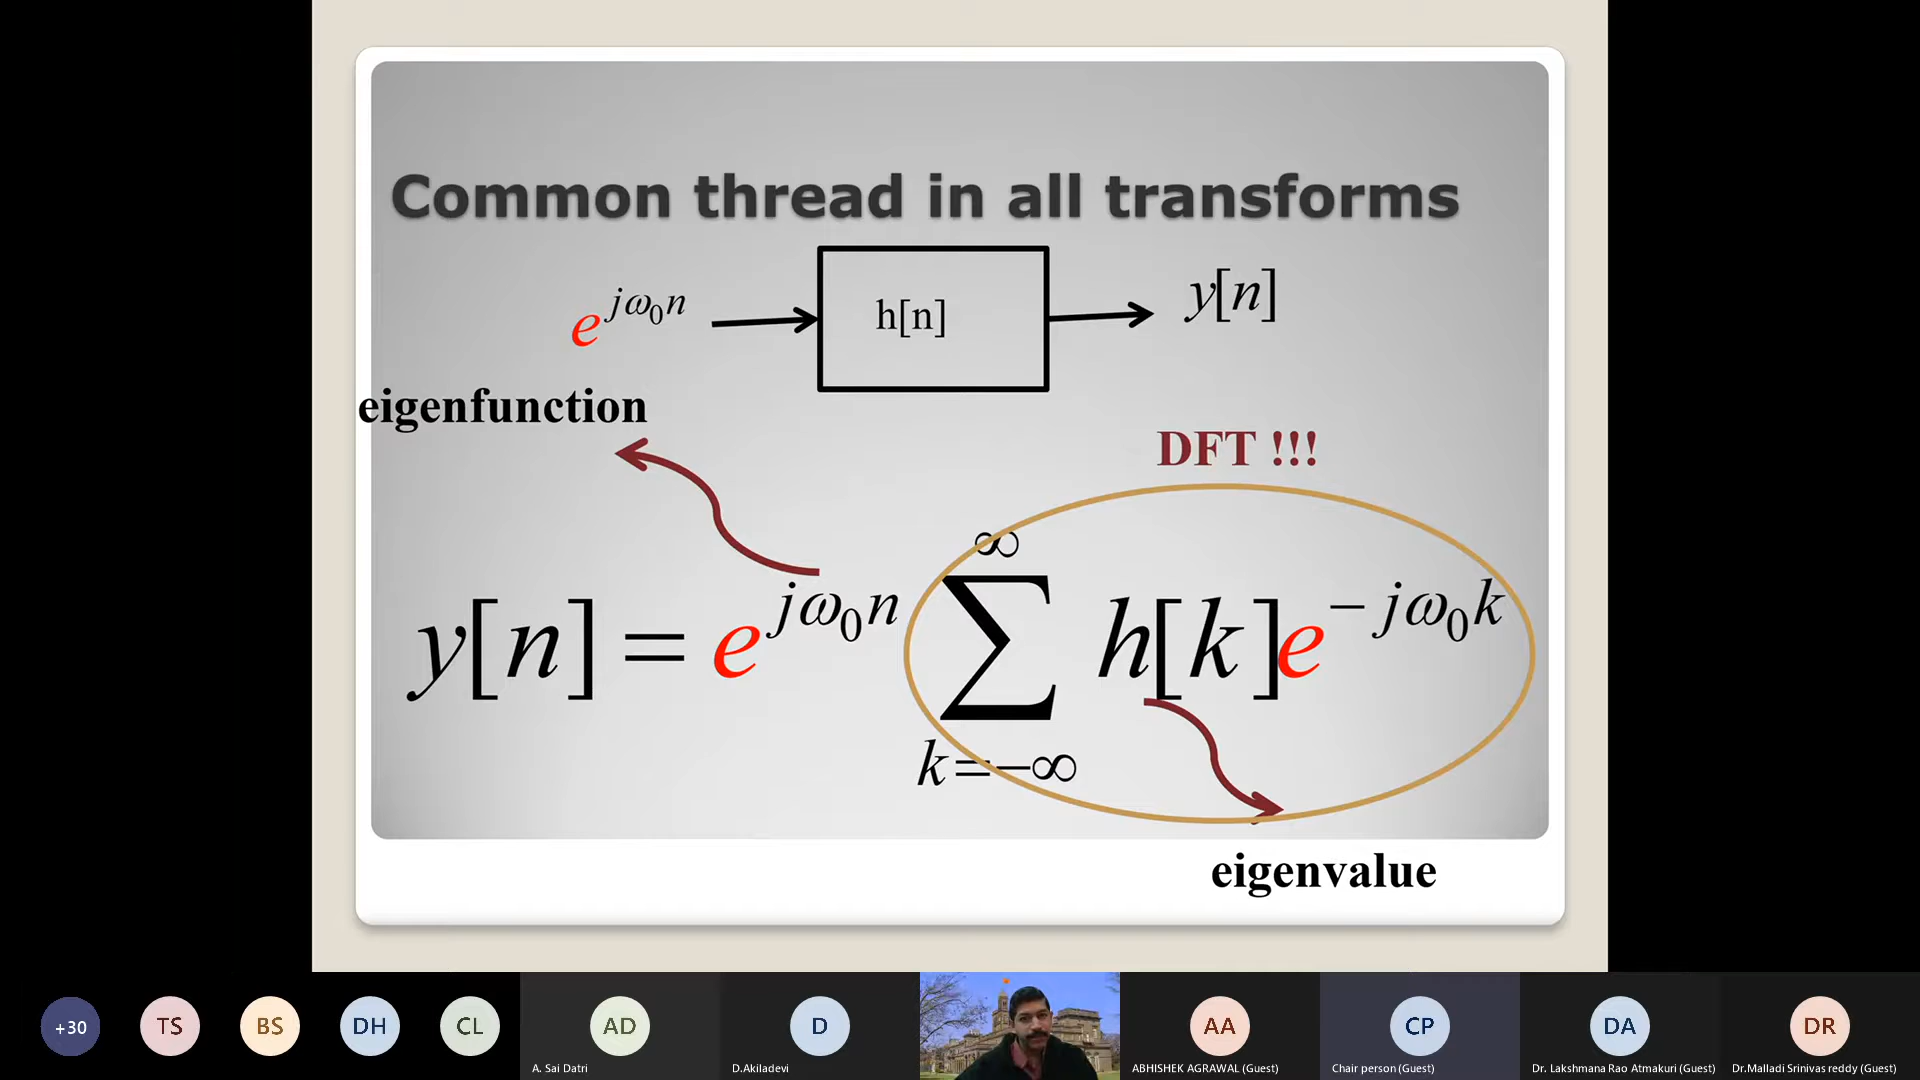 Common thread in all transforms
e^{jω₀n}
h[n]
y[n]
eigenfunction
DFT !!!
y[n] = e^{jω₀n} ∑_{k=-∞}^{∞} h[k]e^{-jω₀k}
eigenvalue
+30
TS
BS
DH
CL
AD
A. Sai Datri
D
D.Akiladevi
AA
ABHISHEK AGRAWAL (Guest)
CP
Chair person (Guest)
DA
Dr. Lakshmana Rao Atmakuri (Guest)
DR
Dr.Malladi Srinivas reddy (Guest)